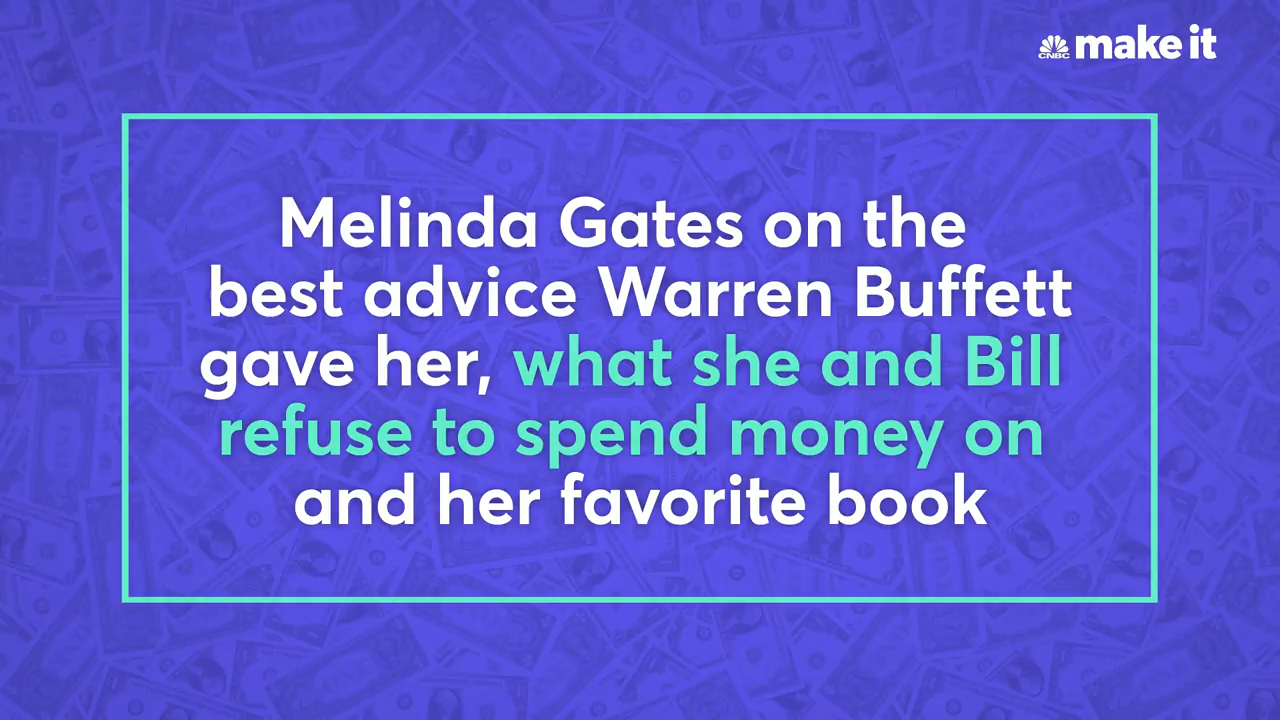 CNBC make it
Melinda Gates on the
best advice Warren Buffett
gave her, what she and Bill
refuse to spend money on
and her favorite book